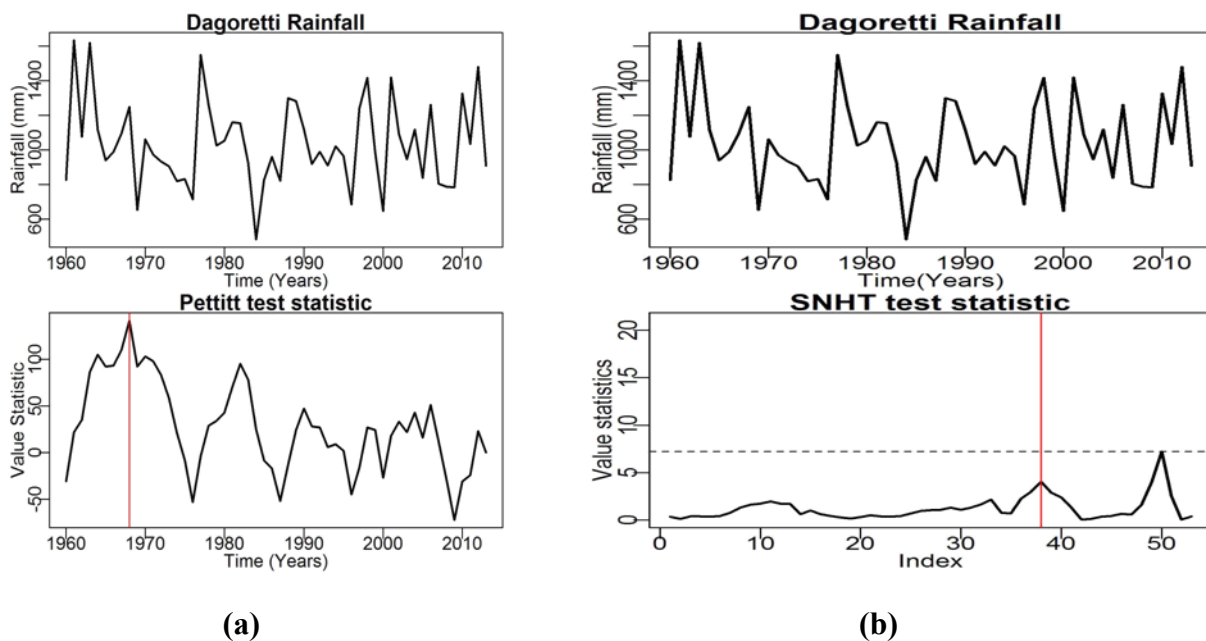 Dagoretti Rainfall
Rainfall (mm)
600 1000 1400
1960 1970 1980 1990 2000 2010
Time (Years)
Pettitt test statistic
Value Statistic
-50 0 50 100
1960 1970 1980 1990 2000 2010
Time (Years)
(a)
Dagoretti Rainfall
Rainfall (mm)
600 1000 1400
1960 1970 1980 1990 2000 2010
Time(Years)
SNHT test statistic
Value statistics
0 5 10 15 20
0 10 20 30 40 50
Index
(b)